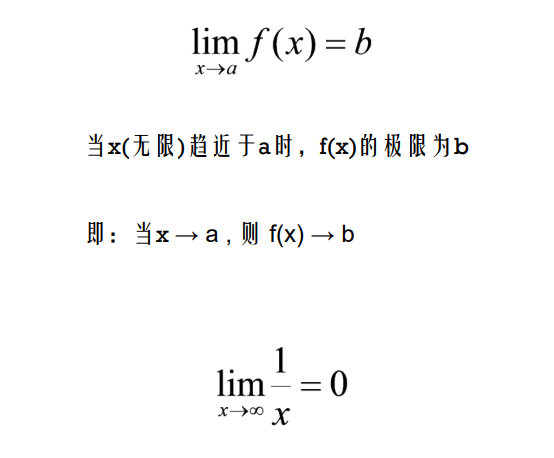 lim f(x) = b
x→a
当x(无限)趋近于a时，f(x)的极限为b
即：当x → a , 则 f(x) → b
lim 1/x = 0
x→∞